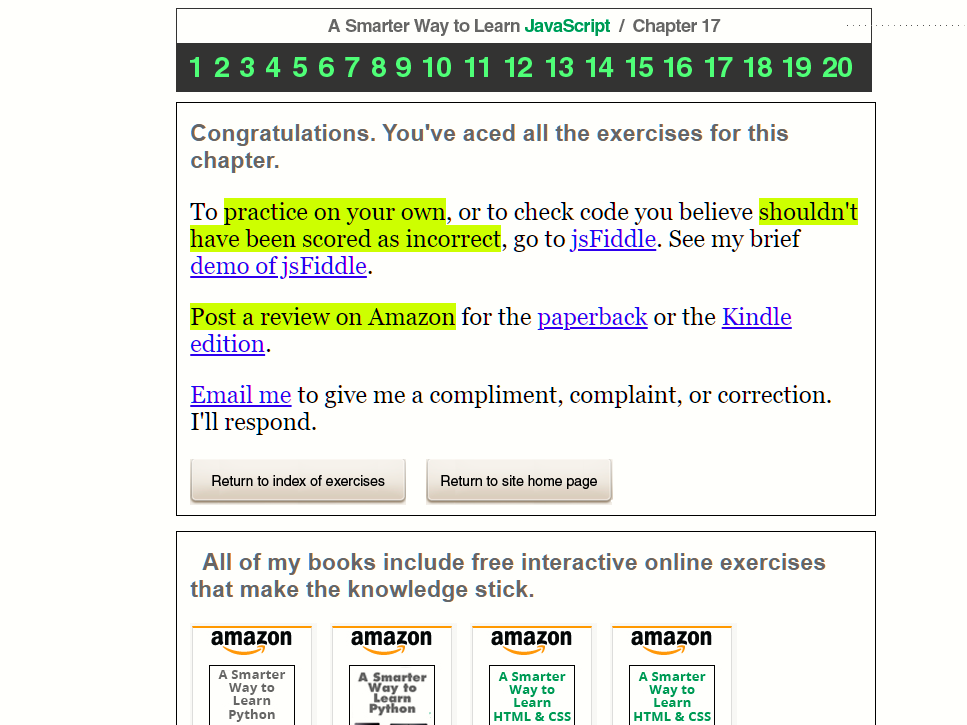 A Smarter Way to Learn JavaScript / Chapter 17
1 2 3 4 5 6 7 8 9 10 11 12 13 14 15 16 17 18 19 20
Congratulations. You've aced all the exercises for this
chapter.
To practice on your own, or to check code you believe shouldn't
have been scored as incorrect, go to jsFiddle. See my brief
demo of jsFiddle.
Post a review on Amazon for the paperback or the Kindle
edition.
Email me to give me a compliment, complaint, or correction.
I'll respond.
Return to index of exercises Return to site home page
All of my books include free interactive online exercises
that make the knowledge stick.
amazon amazon amazon amazon
A Smarter
Way to
Learn
Python
A Smarter
Way to
Learn
Python
A Smarter
Way to
Learn
HTML & CSS
A Smarter
Way to
Learn
HTML & CSS